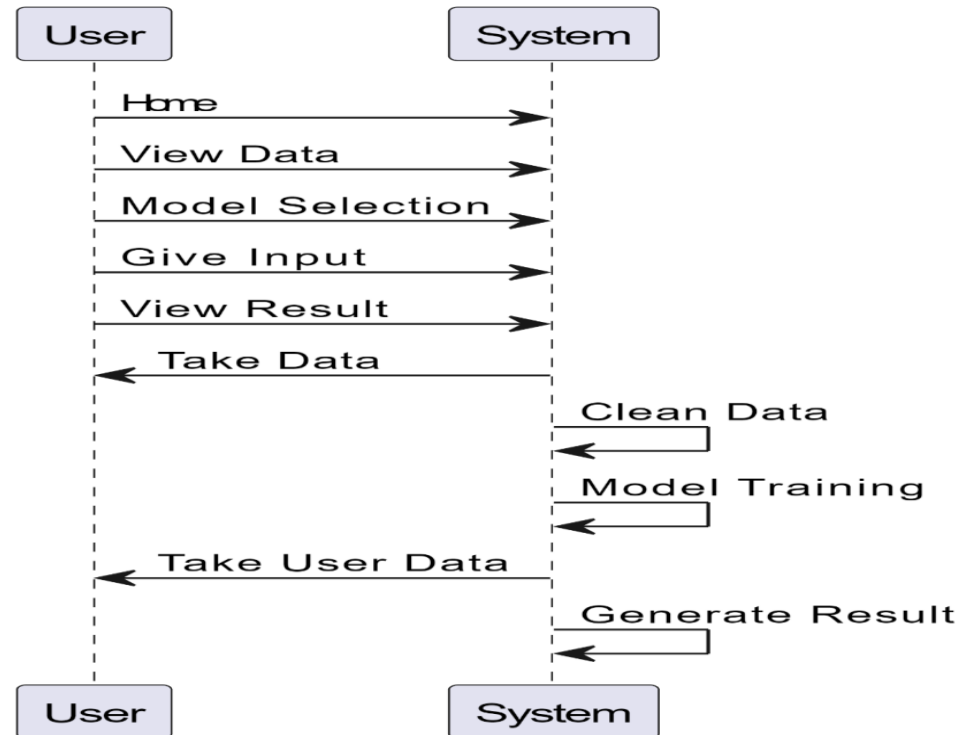 User
System
Home
View Data
Model Selection
Give Input
View Result
Take Data
Clean Data
Model Training
Take User Data
Generate Result
User
System